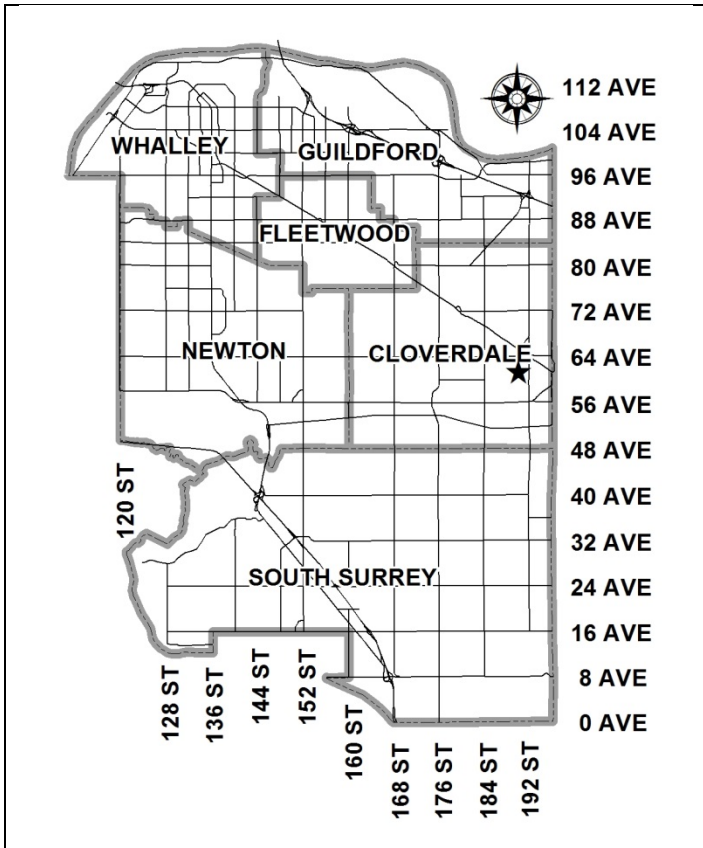 112 AVE
104 AVE
WHALLEY
GUILDFORD
96 AVE
88 AVE
FLEETWOOD
80 AVE
72 AVE
NEWTON
CLOVERDALE
64 AVE
56 AVE
48 AVE
120 ST
40 AVE
32 AVE
SOUTH SURREY
24 AVE
16 AVE
8 AVE
0 AVE
128 ST
136 ST
144 ST
152 ST
160 ST
168 ST
176 ST
184 ST
192 ST